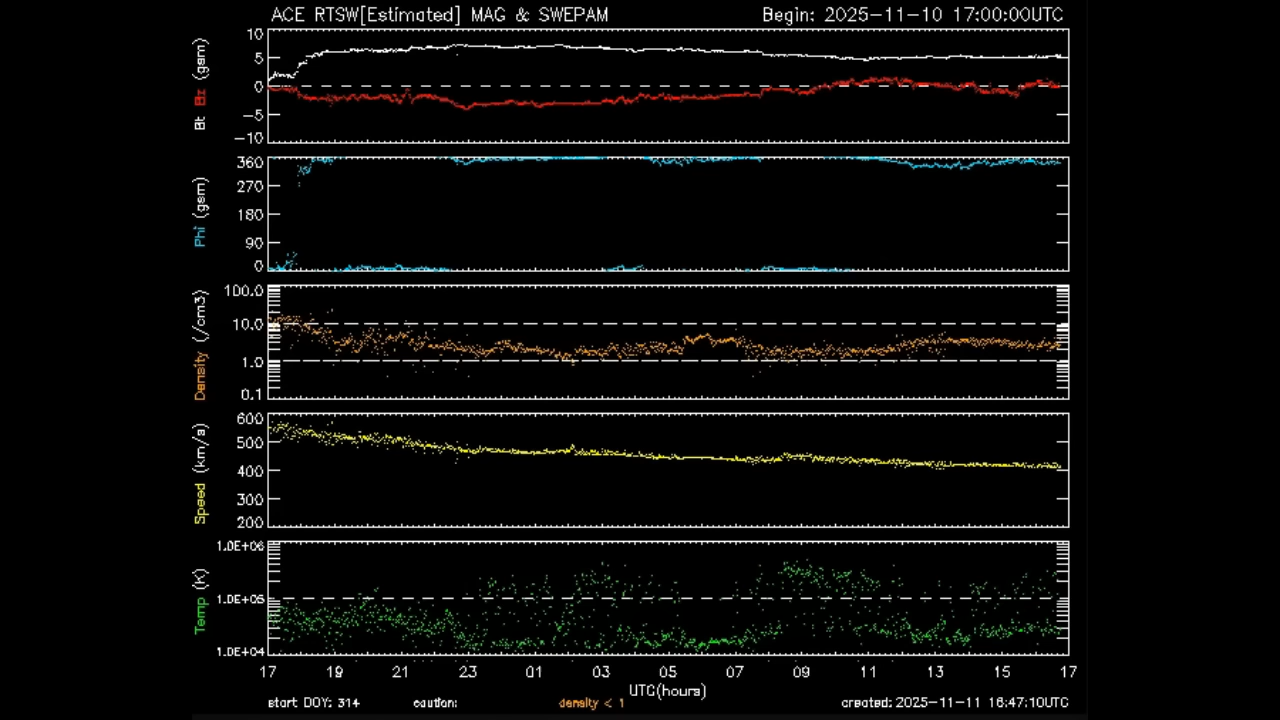 ACE RTSW[Estimated] MAG & SWEPAM Begin: 2025-11-10 17:00:00UTC
Bt Bz (gsm)
10
5
0
-5
-10
Phi (gsm)
360
270
180
90
0
Density (/cm3)
100.0
10.0
1.0
0.1
Speed (km/s)
600
500
400
300
200
Temp (K)
1.0E+06
1.0E+05
1.0E+04
17 19 21 23 01 03 05 07 09 11 13 15 17
UTC(hours)
start DOY: 314 caution: density < 1 created: 2025-11-11 16:47:10UTC